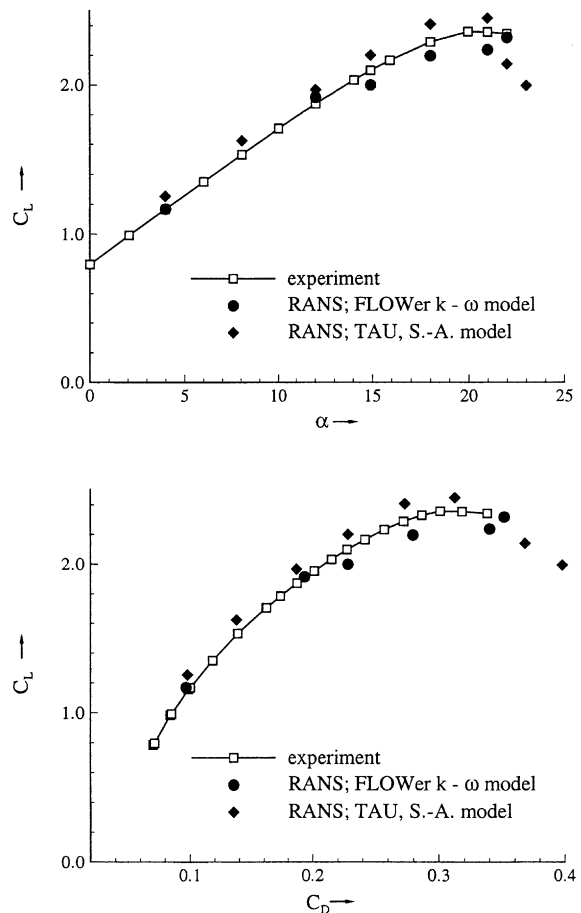 2.0
1.0
0.0
C_L →
experiment
RANS; FLOWer k - ω model
RANS; TAU, S.-A. model
0 5 10 15 20 25
α →
2.0
1.0
0.0
C_L →
experiment
RANS; FLOWer k - ω model
RANS; TAU, S.-A. model
0.1 0.2 0.3 0.4
C_D →